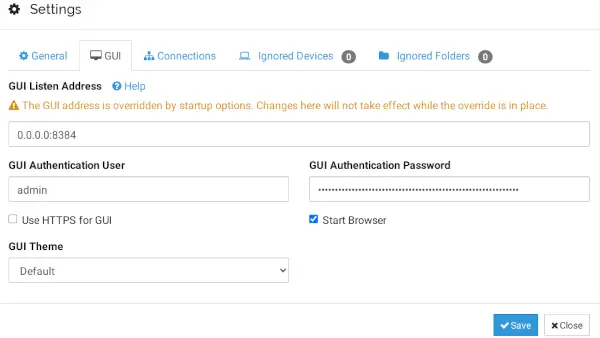 Settings
General GUI Connections Ignored Devices 0 Ignored Folders 0
GUI Listen Address Help
The GUI address is overridden by startup options. Changes here will not take effect while the override is in place.
0.0.0.0:8384
GUI Authentication User GUI Authentication Password
admin ••••••••••••••••••••••••••••••••••••••••••••••••••••••••••••
Use HTTPS for GUI Start Browser
GUI Theme
Default
Save Close